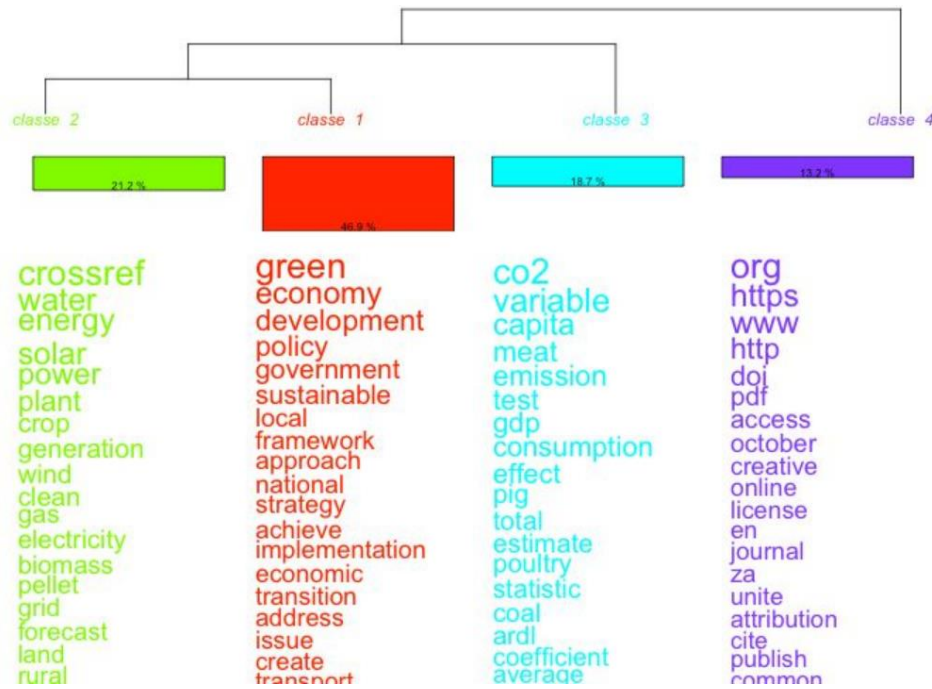 classe 2
classe 1
classe 3
classe 4
21.2 %
46.9 %
18.7 %
13.2 %
crossref
water
energy
solar
power
plant
crop
generation
wind
clean
gas
electricity
biomass
pellet
grid
forecast
land
rural
green
economy
development
policy
government
sustainable
local
framework
approach
national
strategy
achieve
implementation
economic
transition
address
issue
create
transport
co2
variable
capita
meat
emission
test
gdp
consumption
effect
pig
total
estimate
poultry
statistic
coal
ardl
coefficient
average
org
https
www
http
doi
pdf
access
october
creative
online
license
en
journal
za
unite
attribution
cite
publish
common